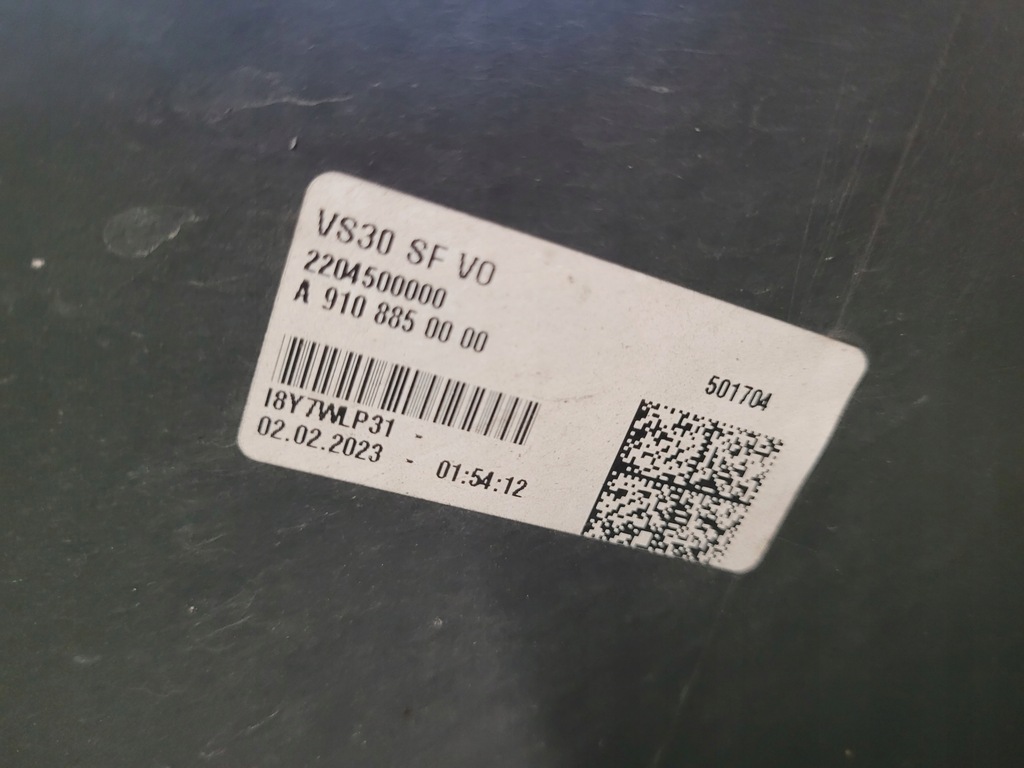 VS30 SF VO
2204500000
A 910 885 00 00
501704
I8Y7WLP31 -
02.02.2023 - 01:54:12